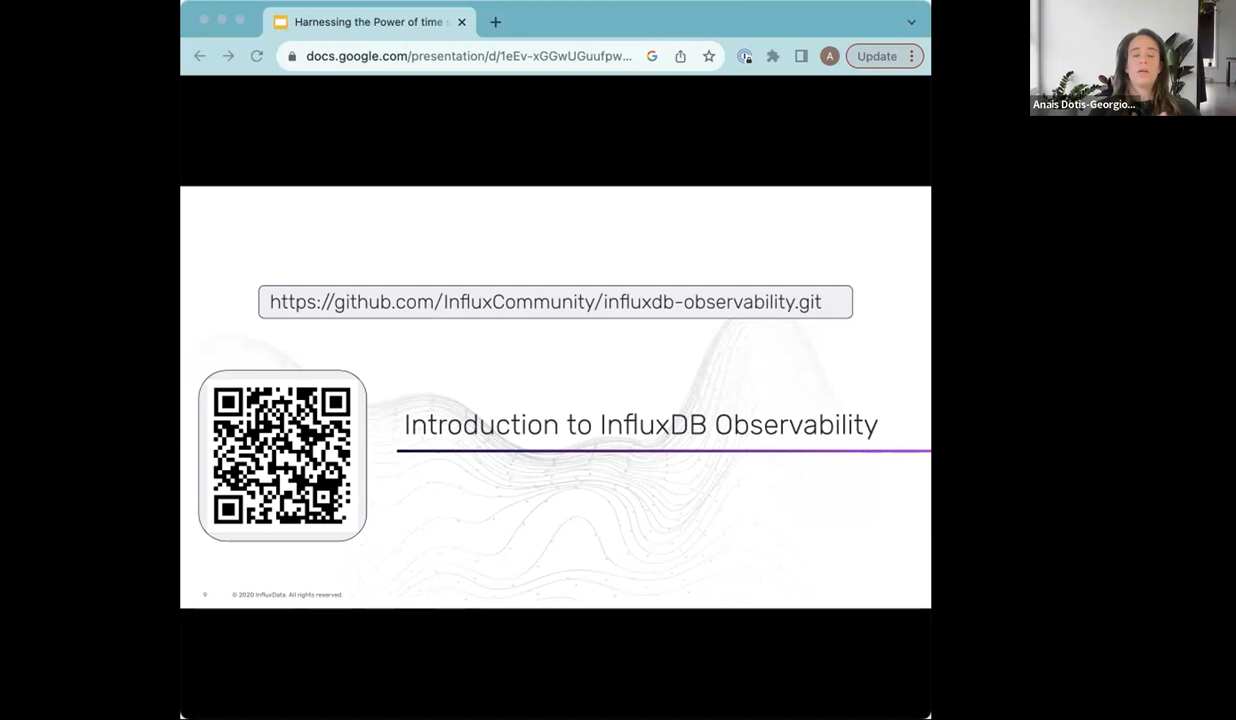 Harnessing the Power of time
docs.google.com/presentation/d/1eEv-xGGwUGuufpw...
A
Update
Anais Dotis-Georgio...
https://github.com/InfluxCommunity/influxdb-observability.git
Introduction to InfluxDB Observability
9
© 2020 InfluxData. All rights reserved.